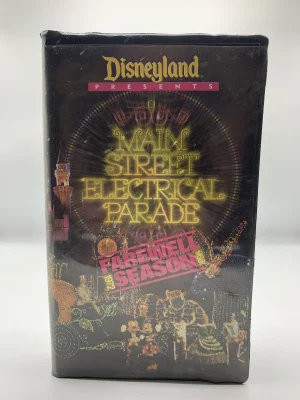 Disneyland
PRESENTS
MAIN
STREET
ELECTRICAL
PARADE
FAREWELL
SEASON